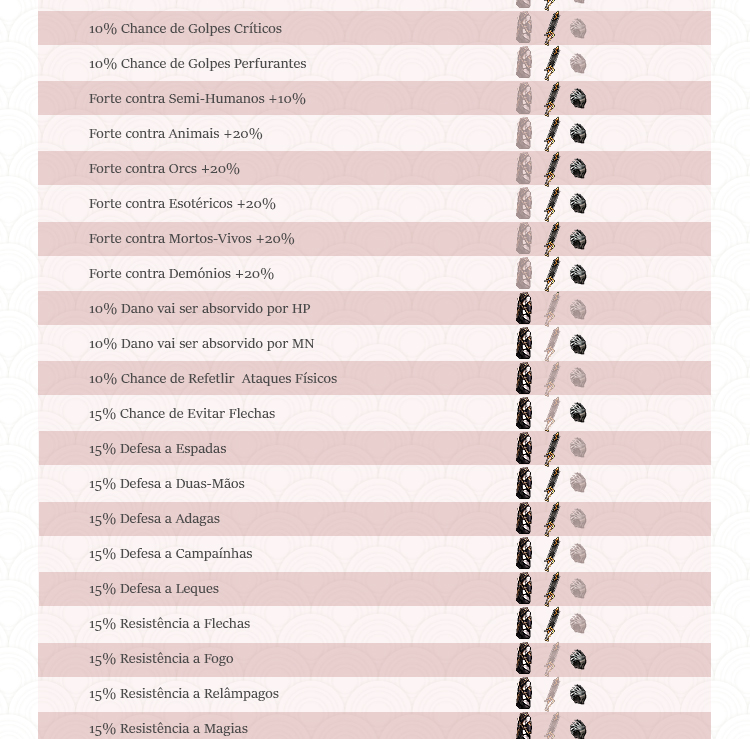 10% Chance de Golpes Críticos
10% Chance de Golpes Perfurantes
Forte contra Semi-Humanos +10%
Forte contra Animais +20%
Forte contra Orcs +20%
Forte contra Esotéricos +20%
Forte contra Mortos-Vivos +20%
Forte contra Demónios +20%
10% Dano vai ser absorvido por HP
10% Dano vai ser absorvido por MN
10% Chance de Refetlir  Ataques Físicos
15% Chance de Evitar Flechas
15% Defesa a Espadas
15% Defesa a Duas-Mãos
15% Defesa a Adagas
15% Defesa a Campaínhas
15% Defesa a Leques
15% Resistência a Flechas
15% Resistência a Fogo
15% Resistência a Relâmpagos
15% Resistência a Magias